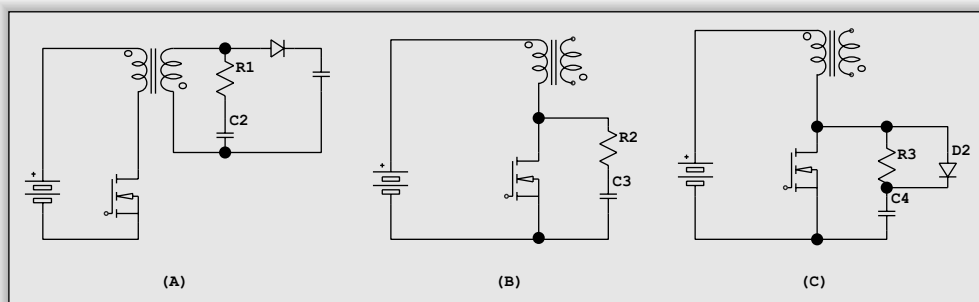 R1
C2
+
(A)
R2
C3
+
(B)
D2
R3
C4
+
(C)